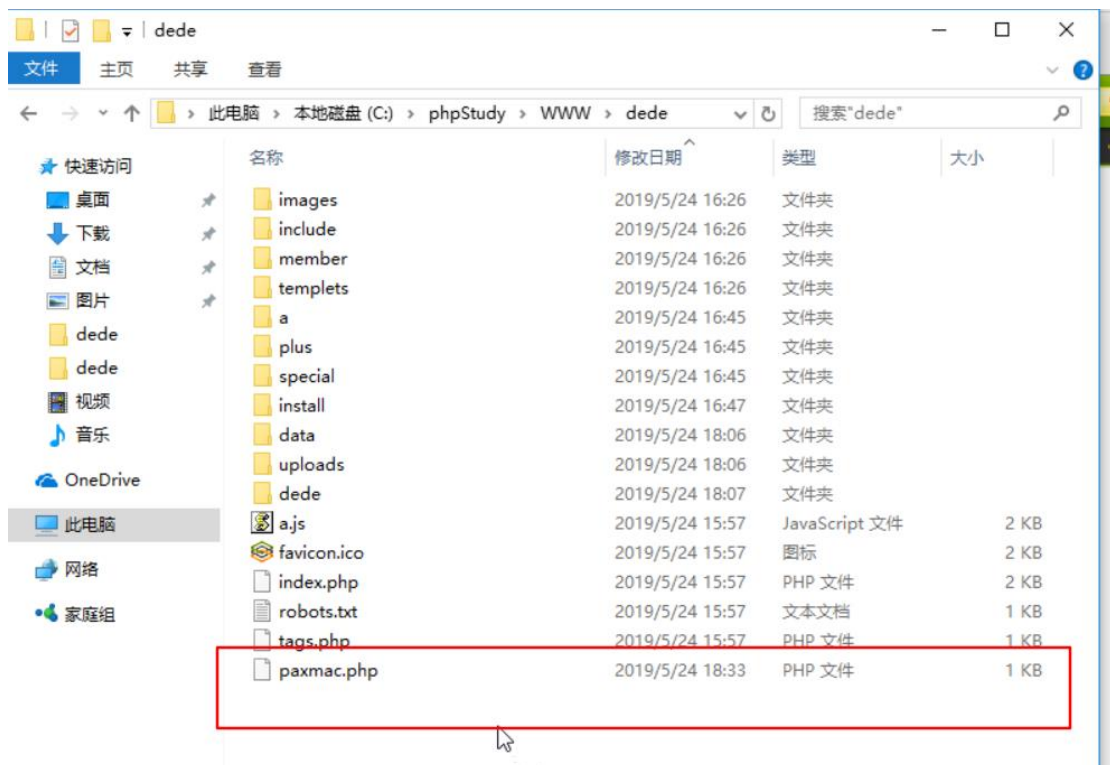 dede
文件 主页 共享 查看
此电脑 > 本地磁盘 (C:) > phpStudy > WWW > dede 搜索"dede"
快速访问
桌面
下载
文档
图片
dede
dede
视频
音乐
OneDrive
此电脑
网络
家庭组
名称 修改日期 类型 大小
images 2019/5/24 16:26 文件夹
include 2019/5/24 16:26 文件夹
member 2019/5/24 16:26 文件夹
templets 2019/5/24 16:26 文件夹
a 2019/5/24 16:45 文件夹
plus 2019/5/24 16:45 文件夹
special 2019/5/24 16:45 文件夹
install 2019/5/24 16:47 文件夹
data 2019/5/24 18:06 文件夹
uploads 2019/5/24 18:06 文件夹
dede 2019/5/24 18:07 文件夹
a.js 2019/5/24 15:57 JavaScript 文件 2 KB
favicon.ico 2019/5/24 15:57 图标 2 KB
index.php 2019/5/24 15:57 PHP 文件 2 KB
robots.txt 2019/5/24 15:57 文本文档 1 KB
tags.php 2019/5/24 15:57 PHP 文件 1 KB
paxmac.php 2019/5/24 18:33 PHP 文件 1 KB